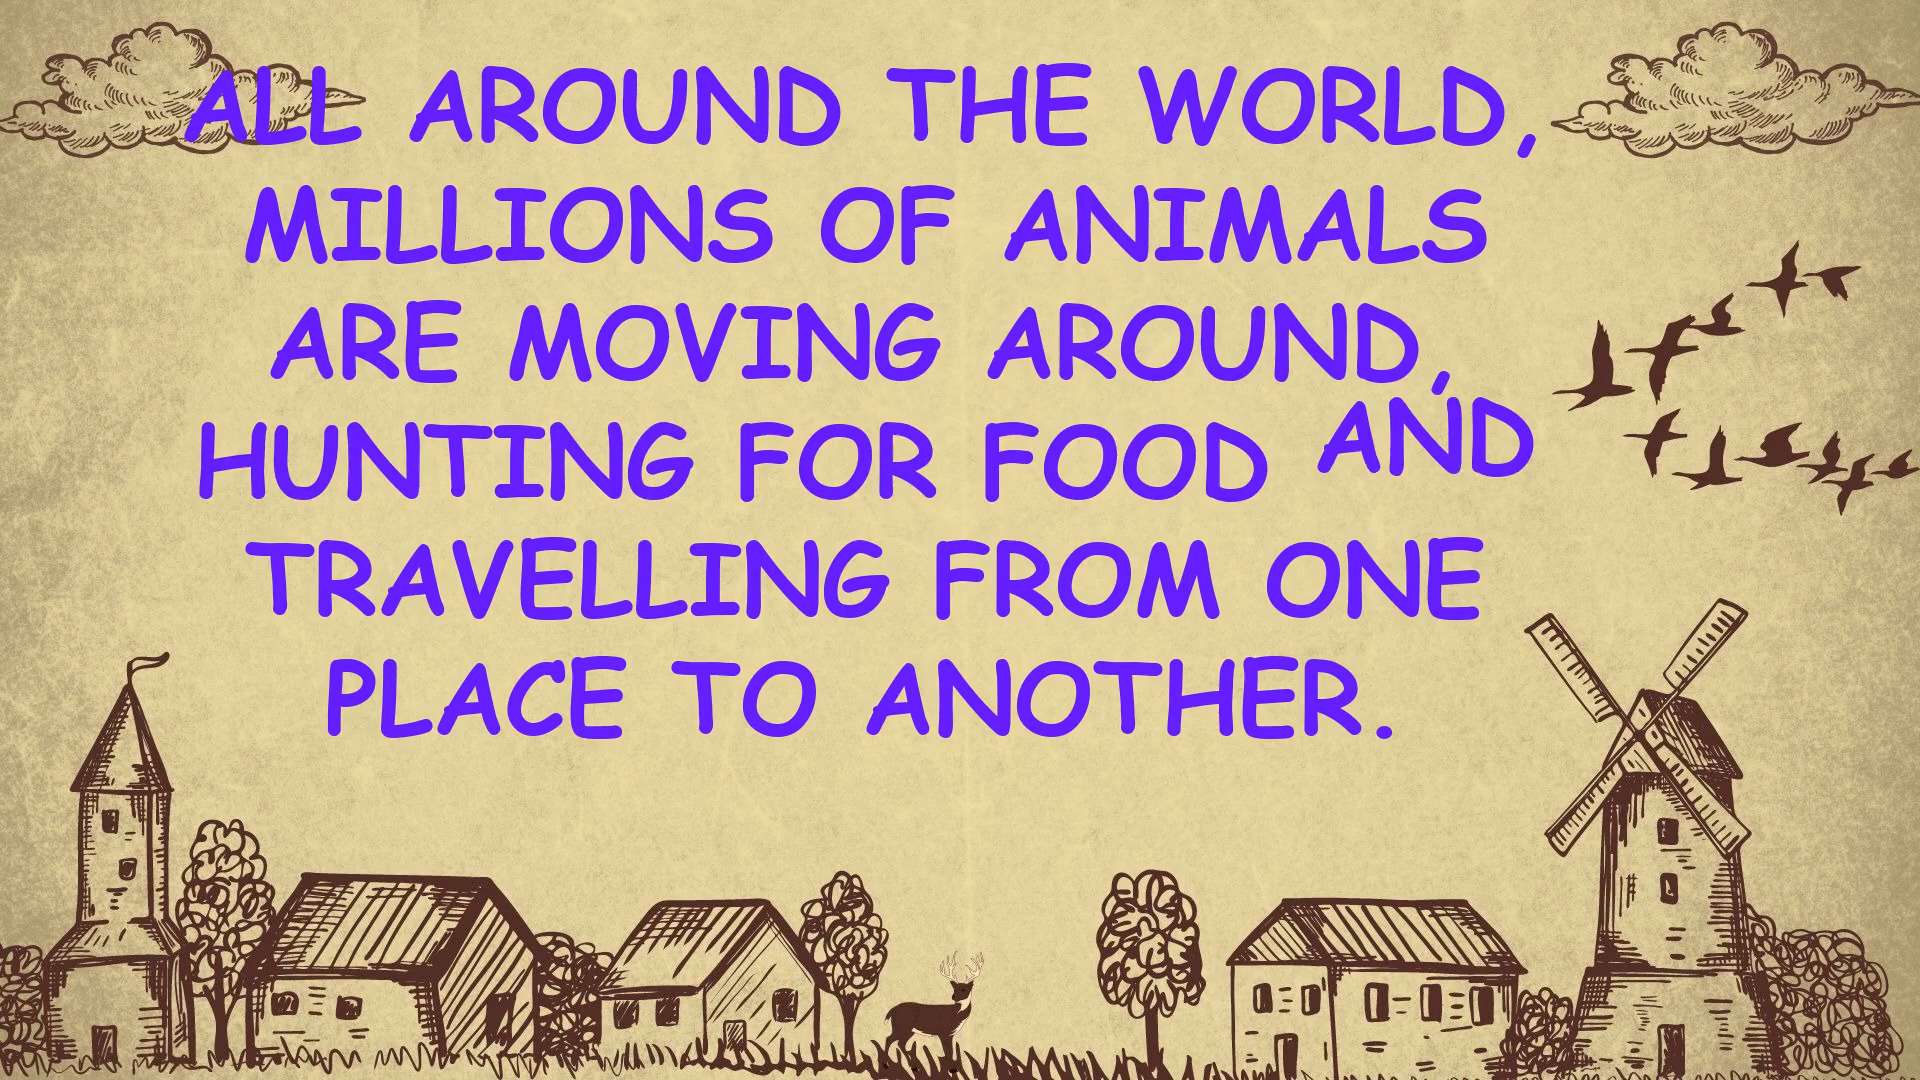 ALL AROUND THE WORLD,
MILLIONS OF ANIMALS
ARE MOVING AROUND,
HUNTING FOR FOOD AND
TRAVELLING FROM ONE
PLACE TO ANOTHER.